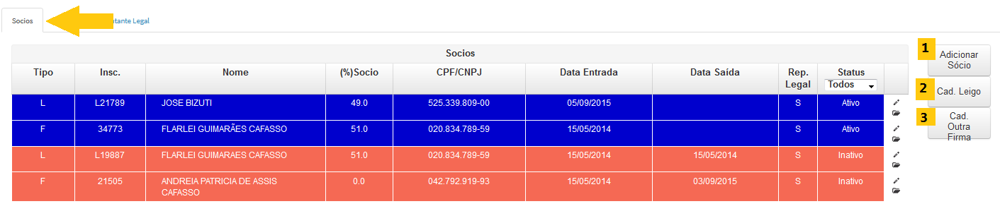 Socios ntante Legal
Socios
Tipo Insc. Nome (%)Socio CPF/CNPJ Data Entrada Data Saída Rep. Legal Status Todos
L L21789 JOSE BIZUTI 49.0 525.339.809-00 05/09/2015 S Ativo
F 34773 FLARLEI GUIMARÃES CAFASSO 51.0 020.834.789-59 15/05/2014 S Ativo
L L19887 FLARLEI GUIMARAES CAFASSO 51.0 020.834.789-59 15/05/2014 15/05/2014 S Inativo
F 21505 ANDREIA PATRICIA DE ASSIS CAFASSO 0.0 042.792.919-93 15/05/2014 03/09/2015 S Inativo
1 Adicionar
Sócio
2 Cad. Leigo
3 Cad.
Outra
Firma